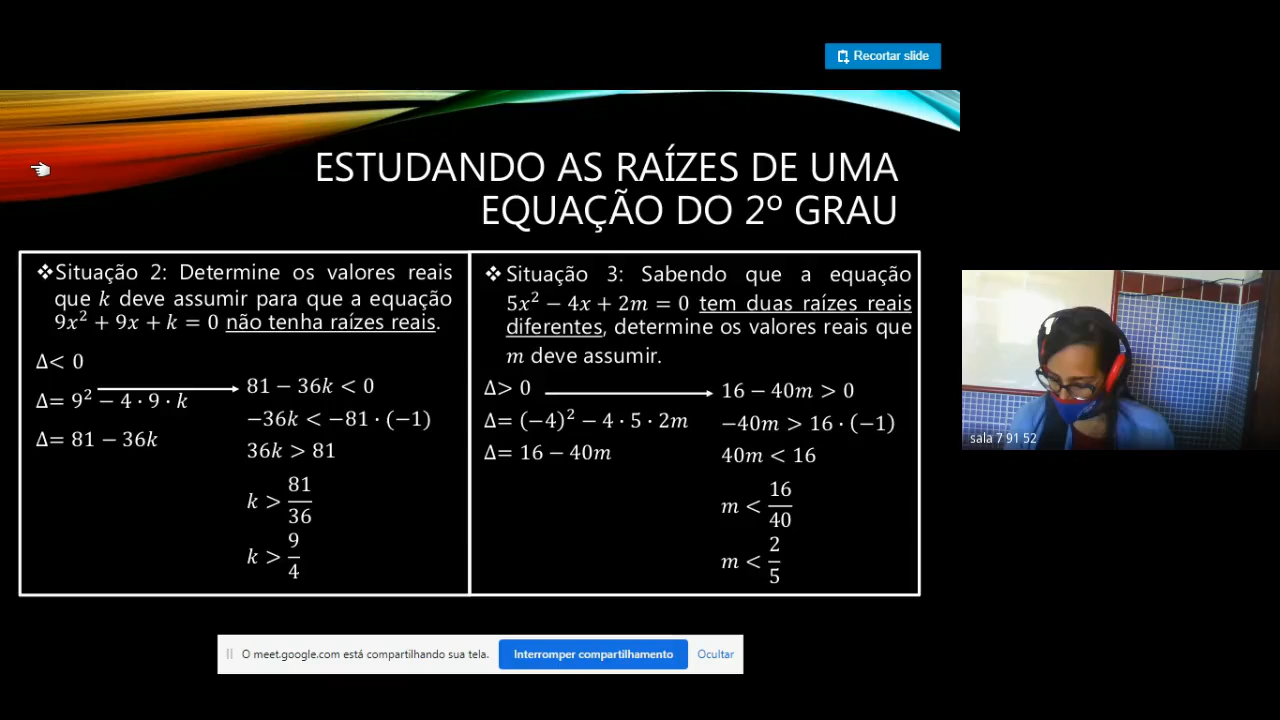 Recortar slide
ESTUDANDO AS RAÍZES DE UMA
EQUAÇÃO DO 2º GRAU
❖Situação 2: Determine os valores reais
que k deve assumir para que a equação
9x² + 9x + k = 0 não tenha raízes reais.
Δ< 0
Δ= 9² − 4 · 9 · k
Δ= 81 − 36k
81 − 36k < 0
−36k < −81 · (−1)
36k > 81
k > 81/36
k > 9/4
❖ Situação 3: Sabendo que a equação
5x² − 4x + 2m = 0 tem duas raízes reais
diferentes, determine os valores reais que
m deve assumir.
Δ> 0
Δ= (−4)² − 4 · 5 · 2m
Δ= 16 − 40m
16 − 40m > 0
−40m > 16 · (−1)
40m < 16
m < 16/40
m < 2/5
sala 7 91 52
O meet.google.com está compartilhando sua tela.
Interromper compartilhamento
Ocultar